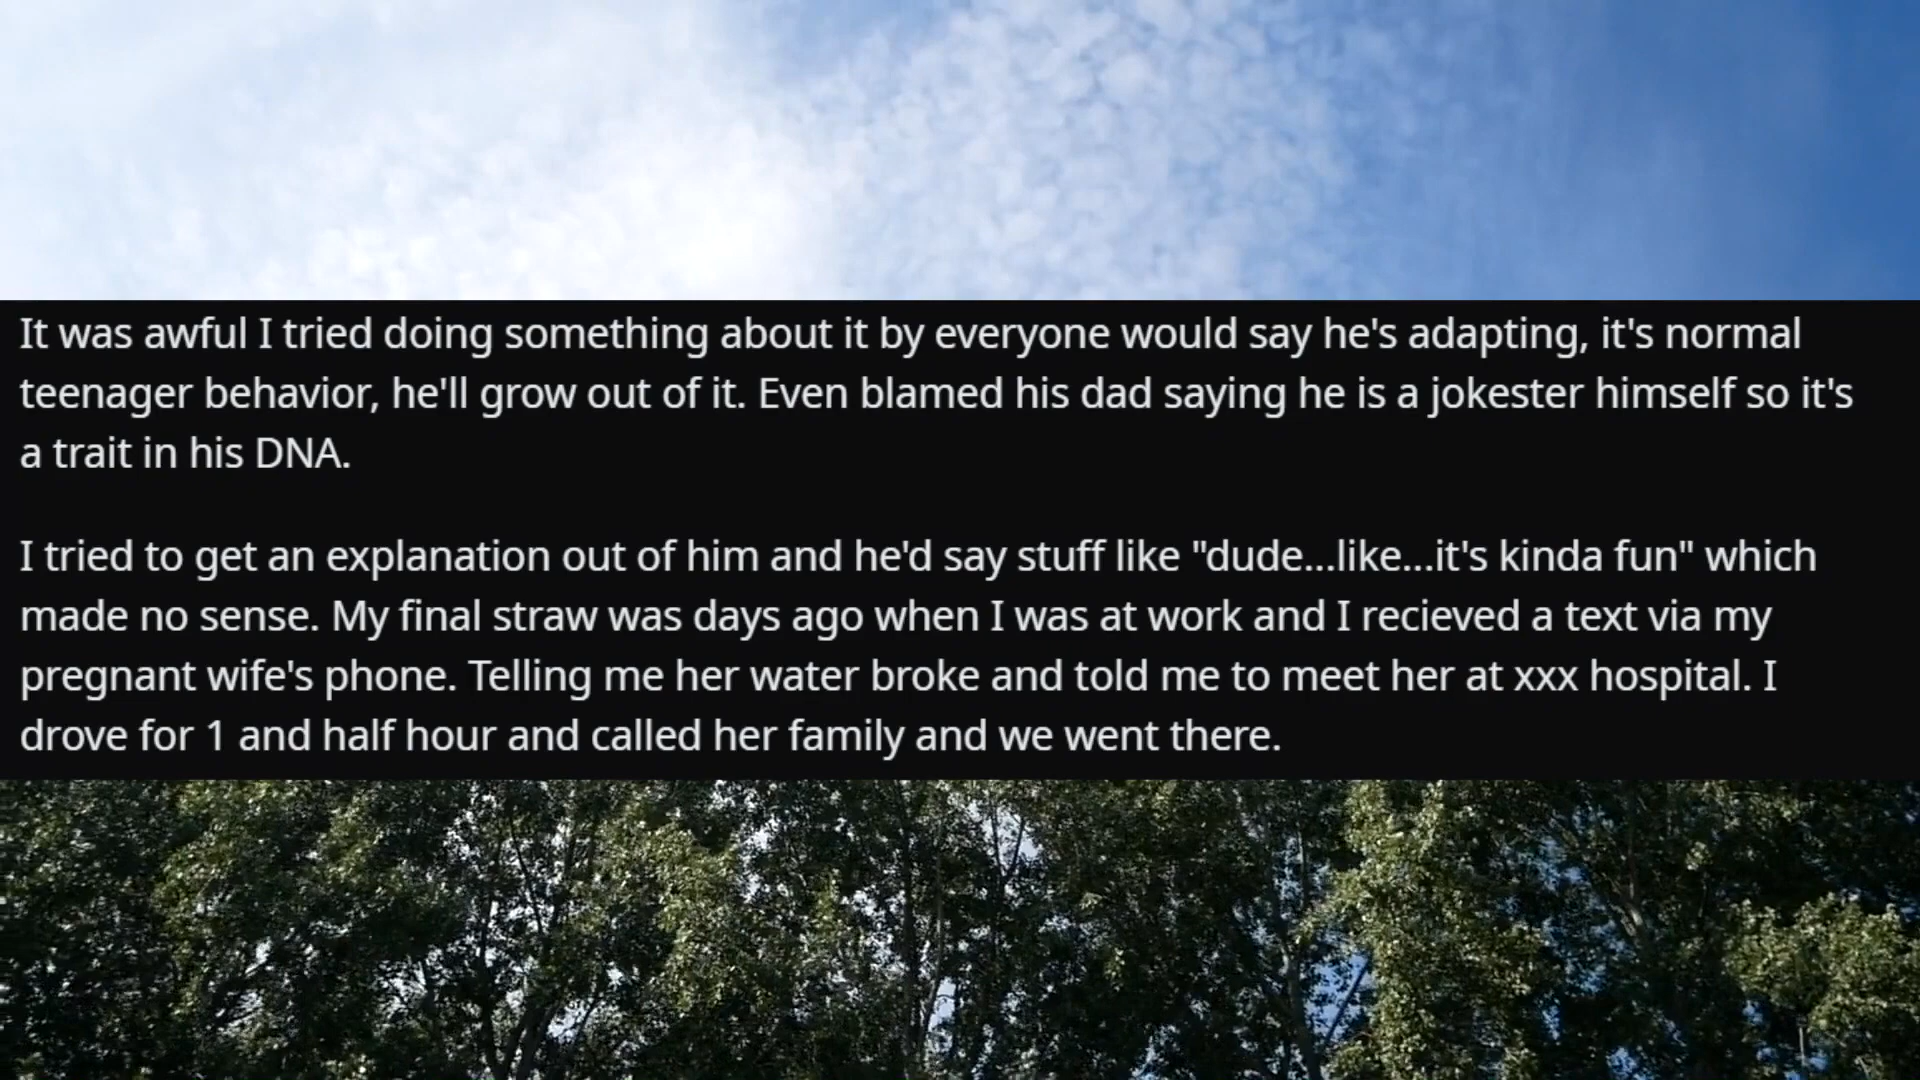 It was awful I tried doing something about it by everyone would say he's adapting, it's normal
teenager behavior, he'll grow out of it. Even blamed his dad saying he is a jokester himself so it's
a trait in his DNA.
I tried to get an explanation out of him and he'd say stuff like "dude...like...it's kinda fun" which
made no sense. My final straw was days ago when I was at work and I recieved a text via my
pregnant wife's phone. Telling me her water broke and told me to meet her at xxx hospital. I
drove for 1 and half hour and called her family and we went there.